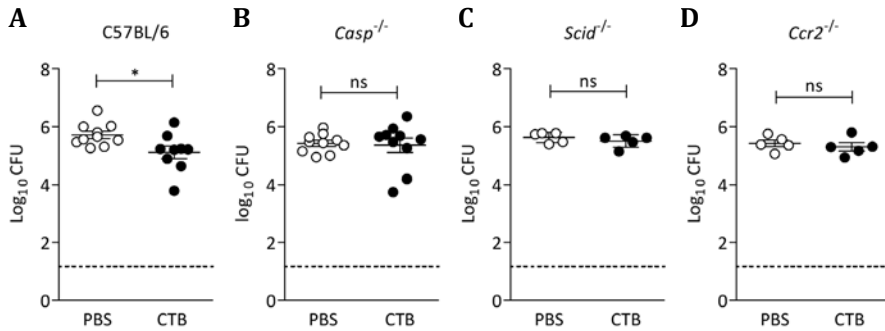 A
C57BL/6
Log10 CFU
8
6
4
2
0
*
PBS
CTB
B
Casp-/-
log10 CFU
8
6
4
2
0
ns
PBS
CTB
C
Scid-/-
Log10 CFU
8
6
4
2
0
ns
PBS
CTB
D
Ccr2-/-
Log10 CFU
8
6
4
2
0
ns
PBS
CTB